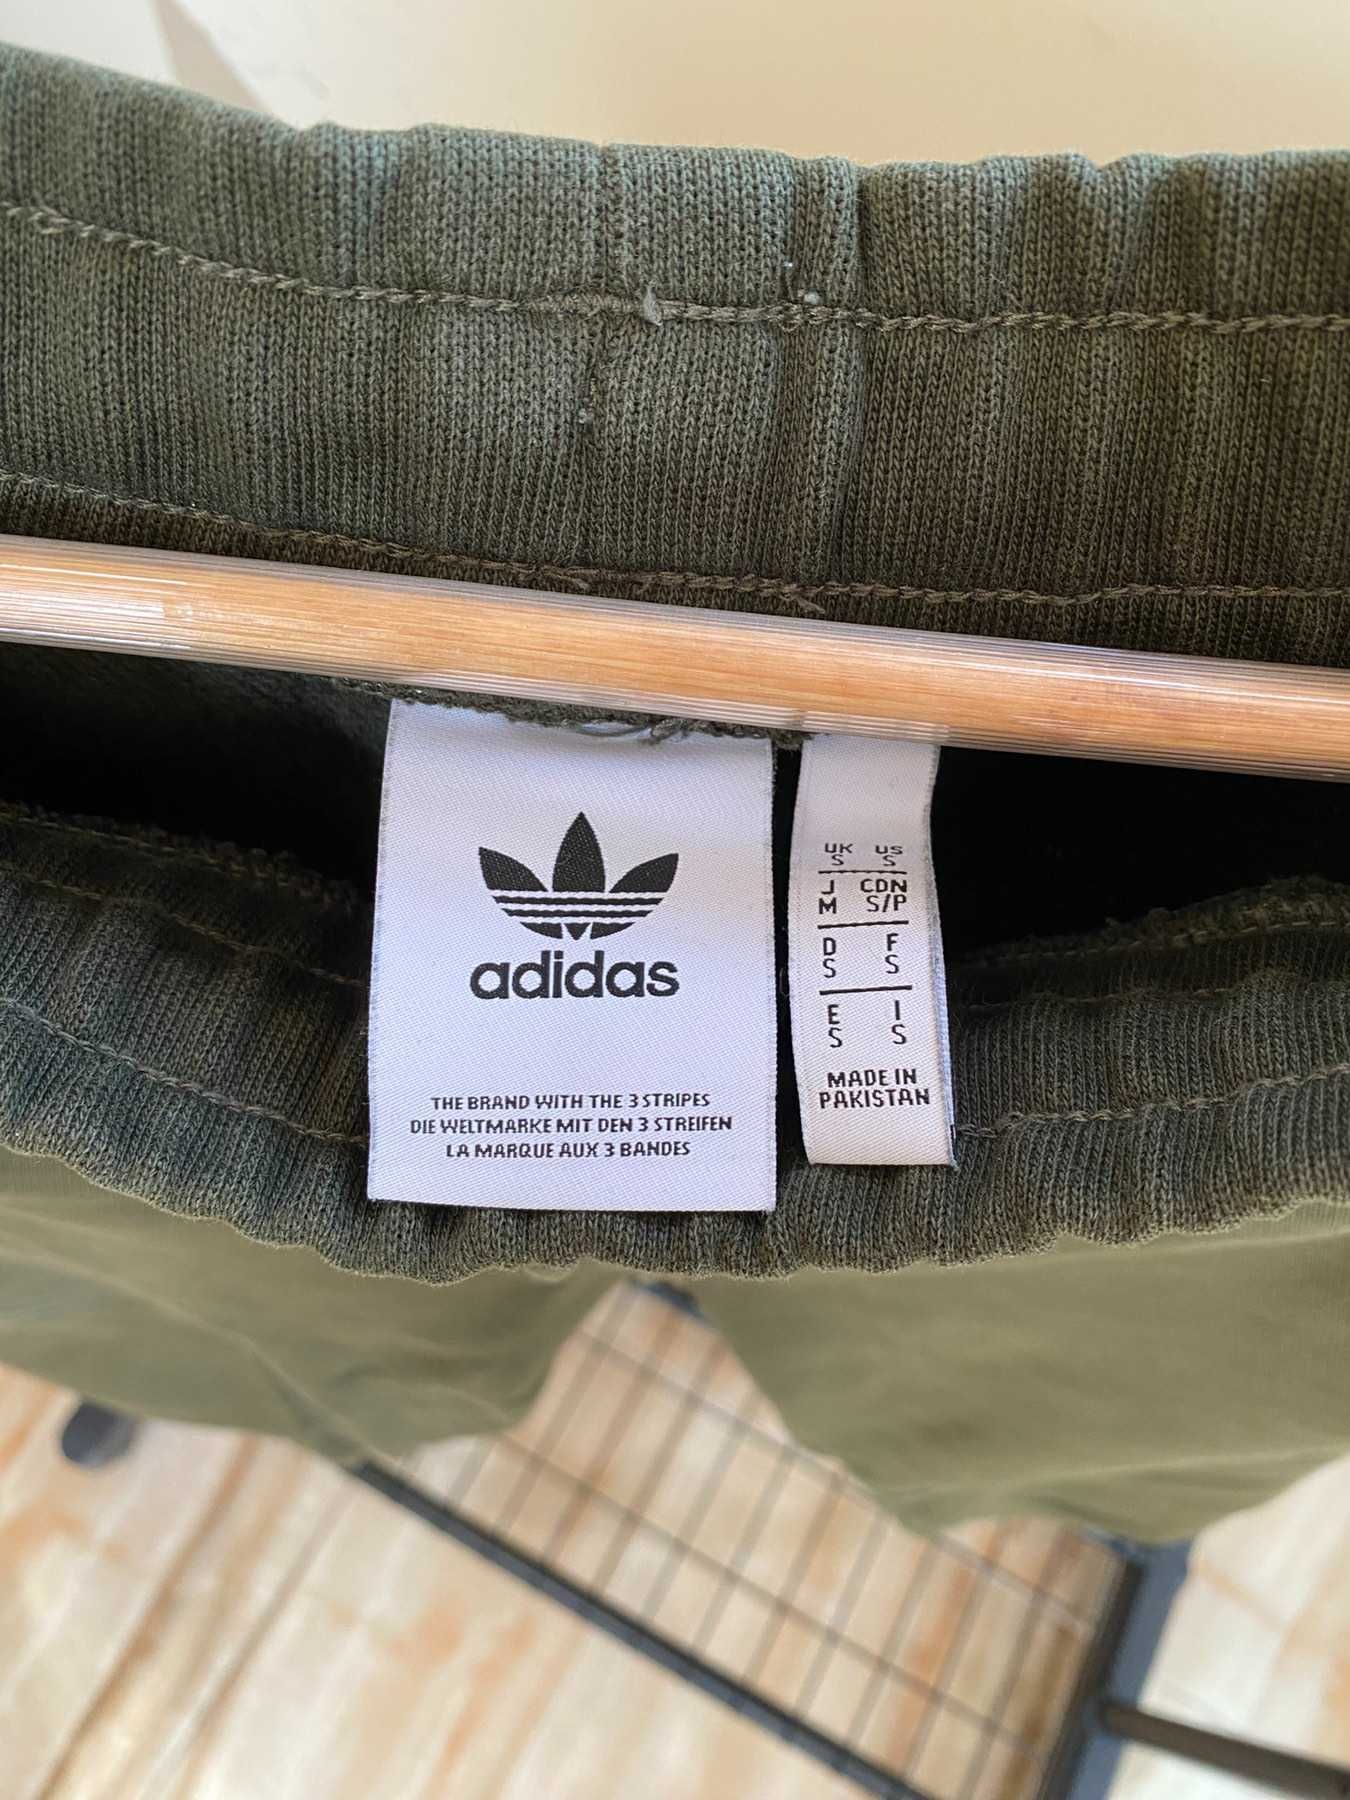 adidas
THE BRAND WITH THE 3 STRIPES
DIE WELTMARKE MIT DEN 3 STREIFEN
LA MARQUE AUX 3 BANDES
UK US
S S
J CDN
M S/P
D F
S S
E I
S S
MADE IN
PAKISTAN